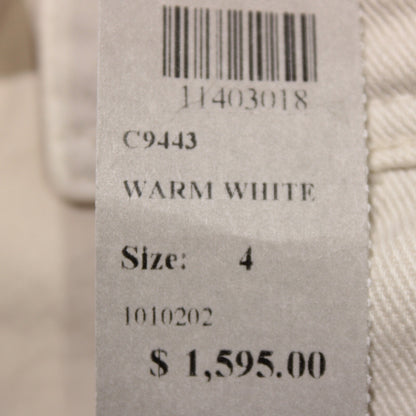 11403018
C9443
WARM WHITE
Size: 4
1010202
$ 1,595.00